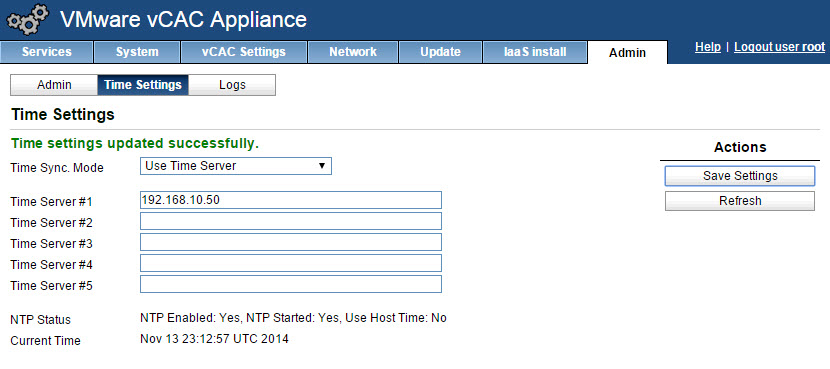 VMware vCAC Appliance
Services System vCAC Settings Network Update IaaS install Admin Help | Logout user root
Admin Time Settings Logs
Time Settings
Time settings updated successfully.
Actions
Time Sync. Mode Use Time Server
Save Settings
Time Server #1 192.168.10.50
Refresh
Time Server #2
Time Server #3
Time Server #4
Time Server #5
NTP Status NTP Enabled: Yes, NTP Started: Yes, Use Host Time: No
Current Time Nov 13 23:12:57 UTC 2014